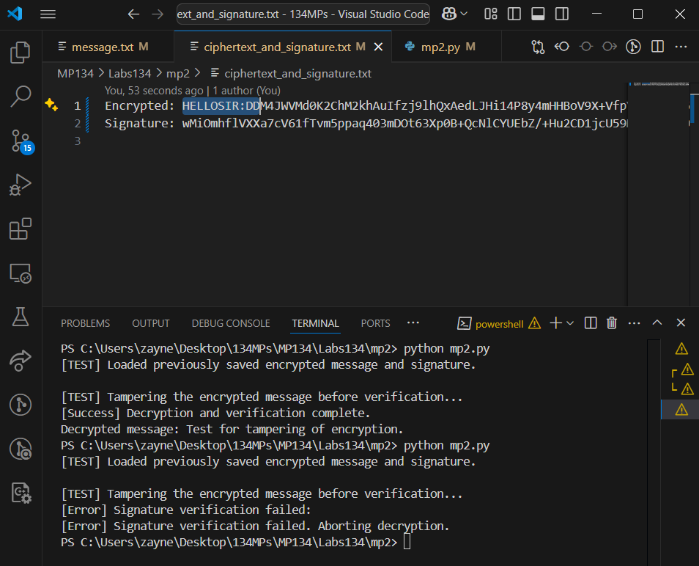 ext_and_signature.txt - 134MPs - Visual Studio Code
message.txt M
ciphertext_and_signature.txt M
mp2.py M
MP134 > Labs134 > mp2 > ciphertext_and_signature.txt
You, 53 seconds ago | 1 author (You)
1 Encrypted: HELLOSIR:DDM4JWVMd0K2ChM2khAuIfzj9lhQxAedLJHi14P8y4mHHBoV9X+Vfp
2 Signature: wMiOmhflVXXa7cV61fTvm5ppaq403mDOt63Xp0B+QcNlCYUEbZ/+Hu2CD1jcU59
3
15
PROBLEMS OUTPUT DEBUG CONSOLE TERMINAL PORTS ··· powershell
PS C:\Users\zayne\Desktop\134MPs\MP134\Labs134\mp2> python mp2.py
[TEST] Loaded previously saved encrypted message and signature.
[TEST] Tampering the encrypted message before verification...
[Success] Decryption and verification complete.
Decrypted message: Test for tampering of encryption.
PS C:\Users\zayne\Desktop\134MPs\MP134\Labs134\mp2> python mp2.py
[TEST] Loaded previously saved encrypted message and signature.
[TEST] Tampering the encrypted message before verification...
[Error] Signature verification failed:
[Error] Signature verification failed. Aborting decryption.
PS C:\Users\zayne\Desktop\134MPs\MP134\Labs134\mp2>